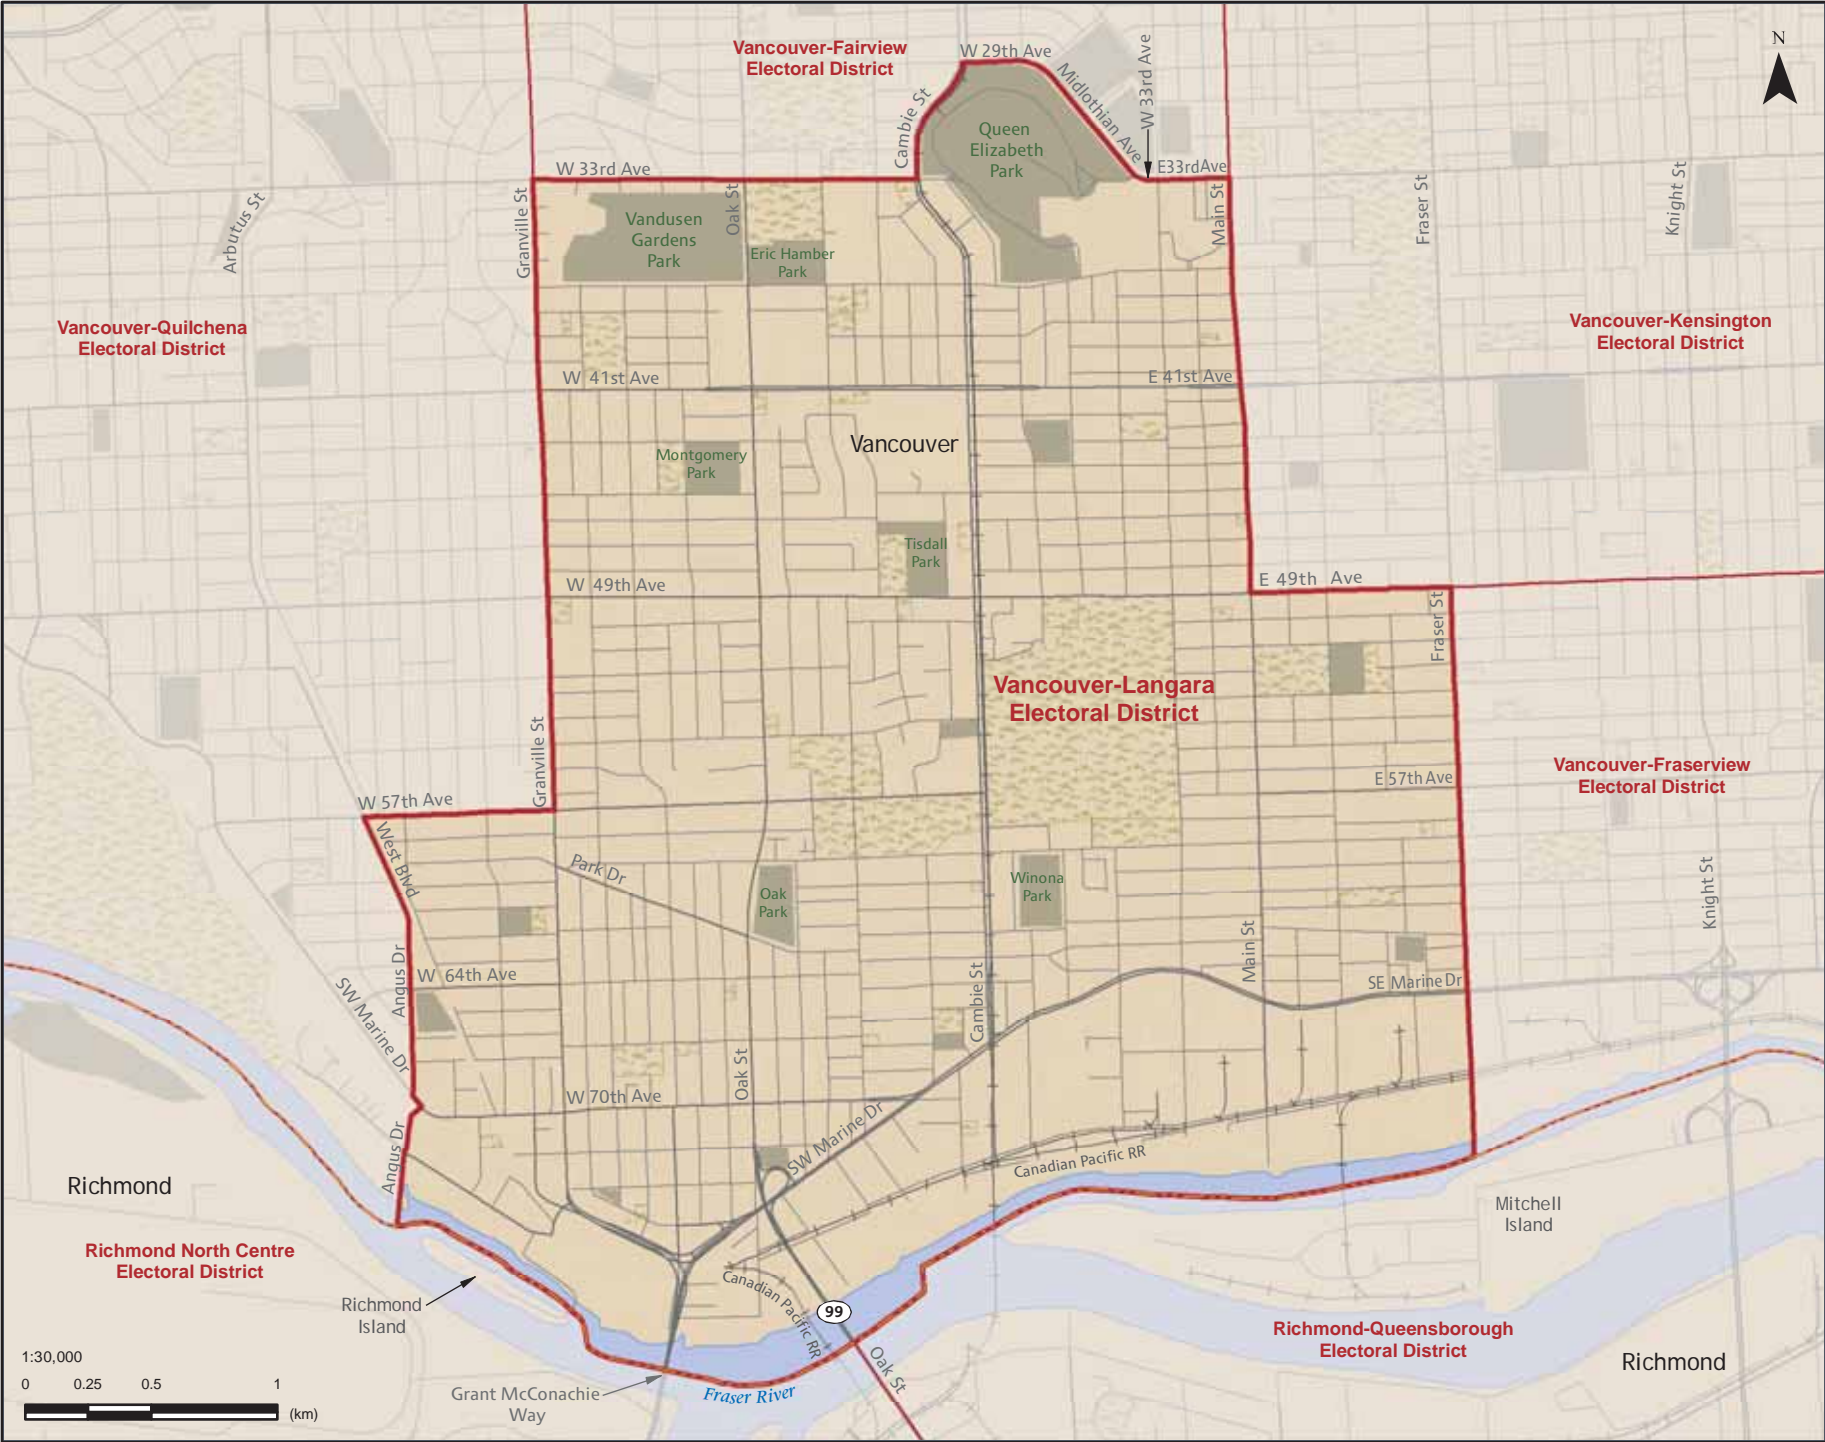 N
Vancouver-Fairview
Electoral District
W 29th Ave
Midlothian Ave
W 33rd Ave
Cambie St
Queen
Elizabeth
Park
E33rdAve
W 33rd Ave
Granville St
Oak St
Main St
Fraser St
Knight St
Arbutus St
Vandusen
Gardens
Park
Eric Hamber
Park
Vancouver-Quilchena
Electoral District
Vancouver-Kensington
Electoral District
W 41st Ave
E 41st Ave
Vancouver
Montgomery
Park
Tisdall
Park
W 49th Ave
E 49th Ave
Fraser St
Vancouver-Langara
Electoral District
Granville St
Vancouver-Fraserview
Electoral District
E 57th Ave
W 57th Ave
West Blvd
Park Dr
Oak
Park
Winona
Park
Knight St
Main St
Angus Dr
W 64th Ave
Cambie St
SE Marine Dr
SW Marine Dr
Oak St
W 70th Ave
SW Marine Dr
Angus Dr
Canadian Pacific RR
Richmond
Mitchell
Island
Richmond North Centre
Electoral District
Richmond
Island
Canadian Pacific RR
99
Oak St
Richmond-Queensborough
Electoral District
Richmond
1:30,000
0 0.25 0.5 1
(km)
Grant McConachie
Way
Fraser River